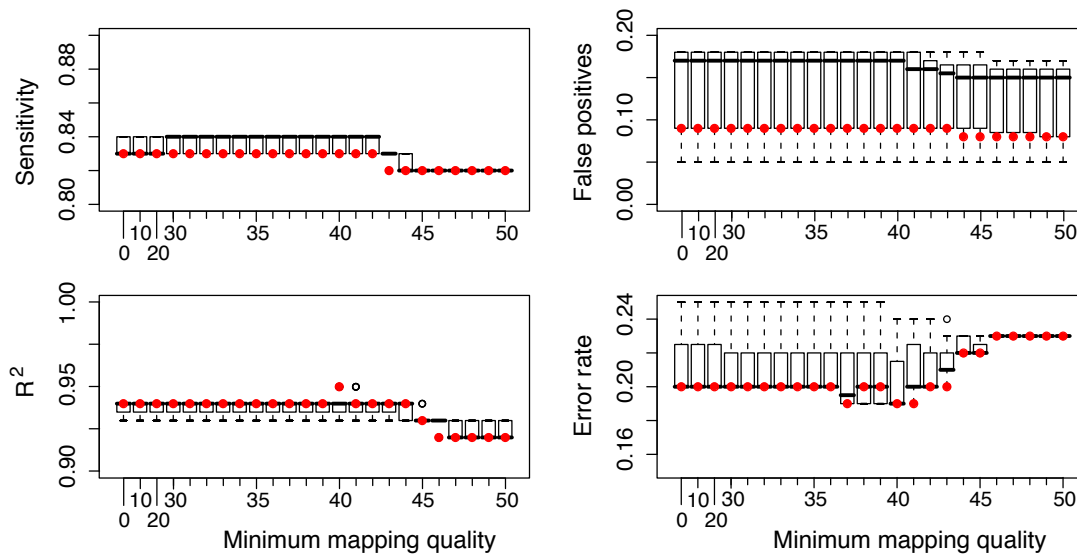 Sensitivity
0.80 0.84 0.88
0 10 20 30 35 40 45 50
False positives
0.00 0.10 0.20
0 10 20 30 35 40 45 50
R2
0.90 0.95 1.00
0 10 20 30 35 40 45 50
Minimum mapping quality
Error rate
0.16 0.20 0.24
0 10 20 30 35 40 45 50
Minimum mapping quality